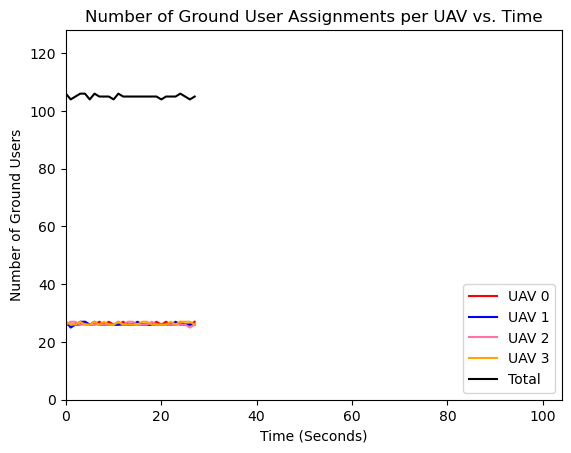 Number of Ground User Assignments per UAV vs. Time
Number of Ground Users
120
100
80
60
40
20
0
0 20 40 60 80 100
Time (Seconds)
UAV 0
UAV 1
UAV 2
UAV 3
Total